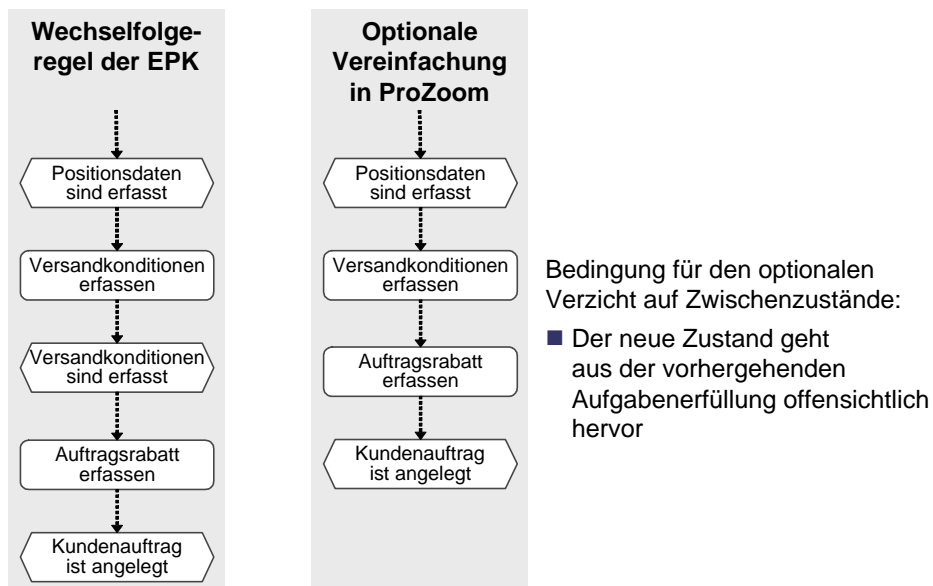 Wechselfolge-
regel der EPK
Positionsdaten
sind erfasst
Versandkonditionen
erfassen
Versandkonditionen
sind erfasst
Auftragsrabatt
erfassen
Kundenauftrag
ist angelegt
Optionale
Vereinfachung
in ProZoom
Positionsdaten
sind erfasst
Versandkonditionen
erfassen
Auftragsrabatt
erfassen
Kundenauftrag
ist angelegt
Bedingung für den optionalen
Verzicht auf Zwischenzustände:
Der neue Zustand geht
aus der vorhergehenden
Aufgabenerfüllung offensichtlich
hervor